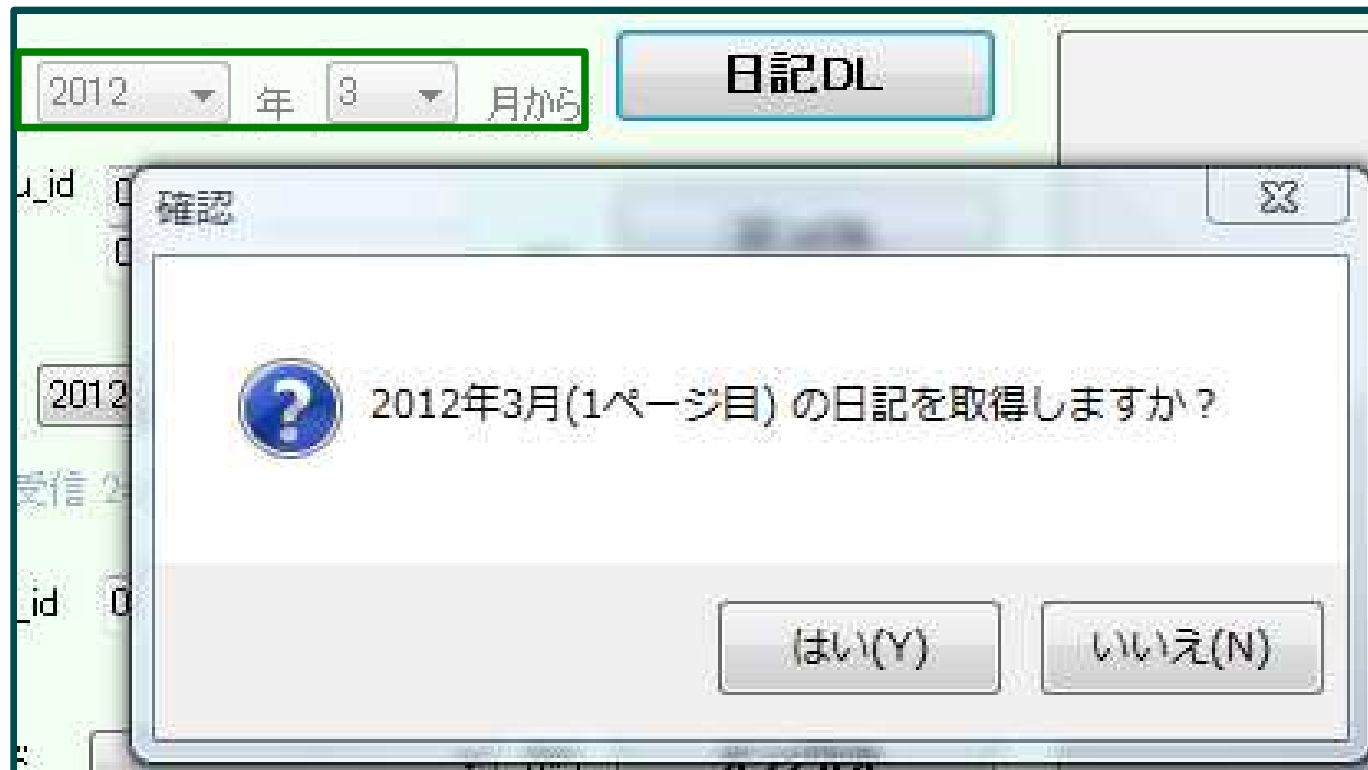 2012 年 3 月から 日記DL
u_id
確認
2012
2012年3月(1ページ目) の日記を取得しますか？
受信
_id
はい(Y) いいえ(N)